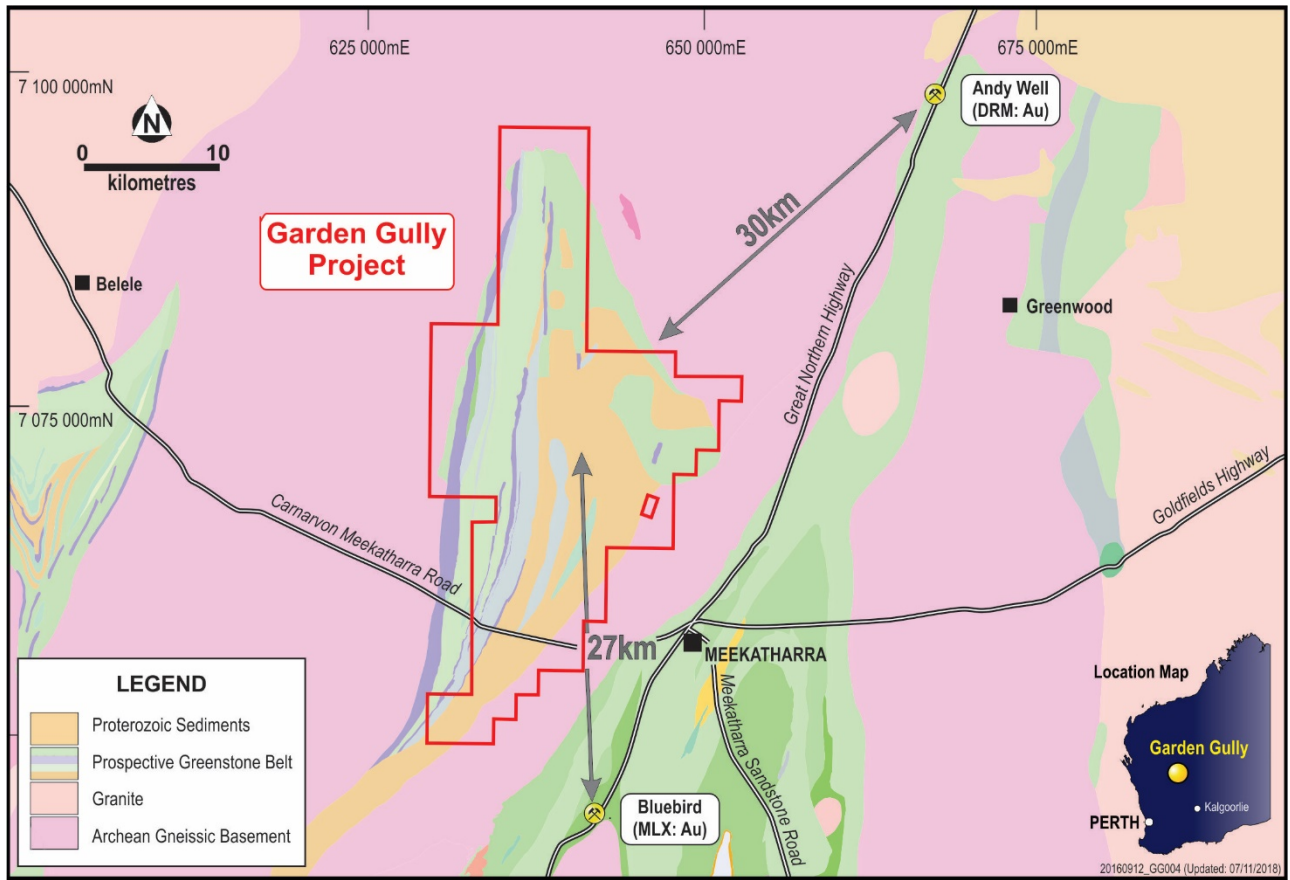 625 000mE
650 000mE
675 000mE
7 100 000mN
N
0 10
kilometres
Andy Well
(DRM: Au)
Garden Gully
Project
30km
Belele
Greenwood
Great Northern Highway
7 075 000mN
Goldfields Highway
Carnarvon Meekatharra Road
27km
MEEKATHARRA
Meekatharra Sandstone Road
Bluebird
(MLX: Au)
LEGEND
Proterozoic Sediments
Prospective Greenstone Belt
Granite
Archean Gneissic Basement
Location Map
Garden Gully
Kalgoorlie
PERTH
20160912_GG004 (Updated: 07/11/2018)